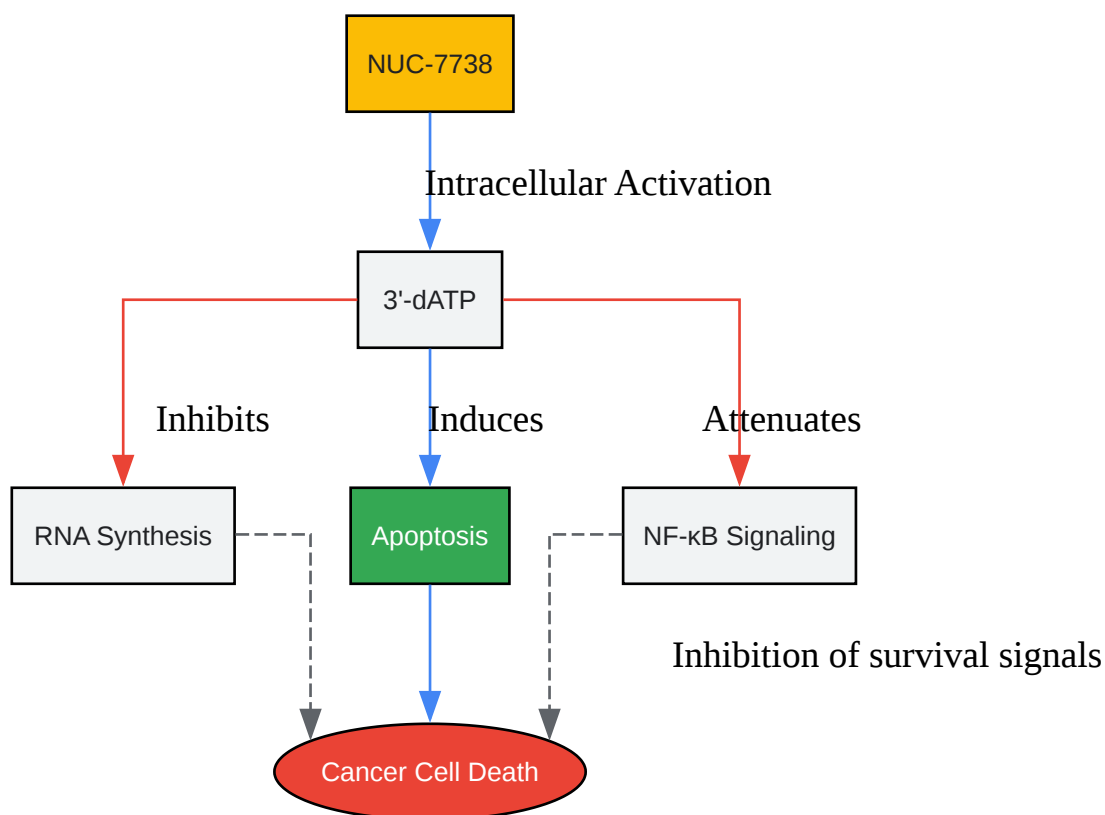 NUC-7738
Intracellular Activation
3'-dATP
Inhibits
Induces
Attenuates
RNA Synthesis
Apoptosis
NF-κB Signaling
Inhibition of survival signals
Cancer Cell Death